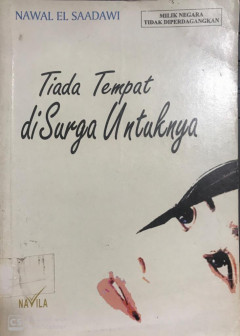 NAWAL EL SAADAWI
MILIK NEGARA
TIDAK DIPERDAGANGKAN
Tiada Tempat
di Surga Untuknya
NAVILA